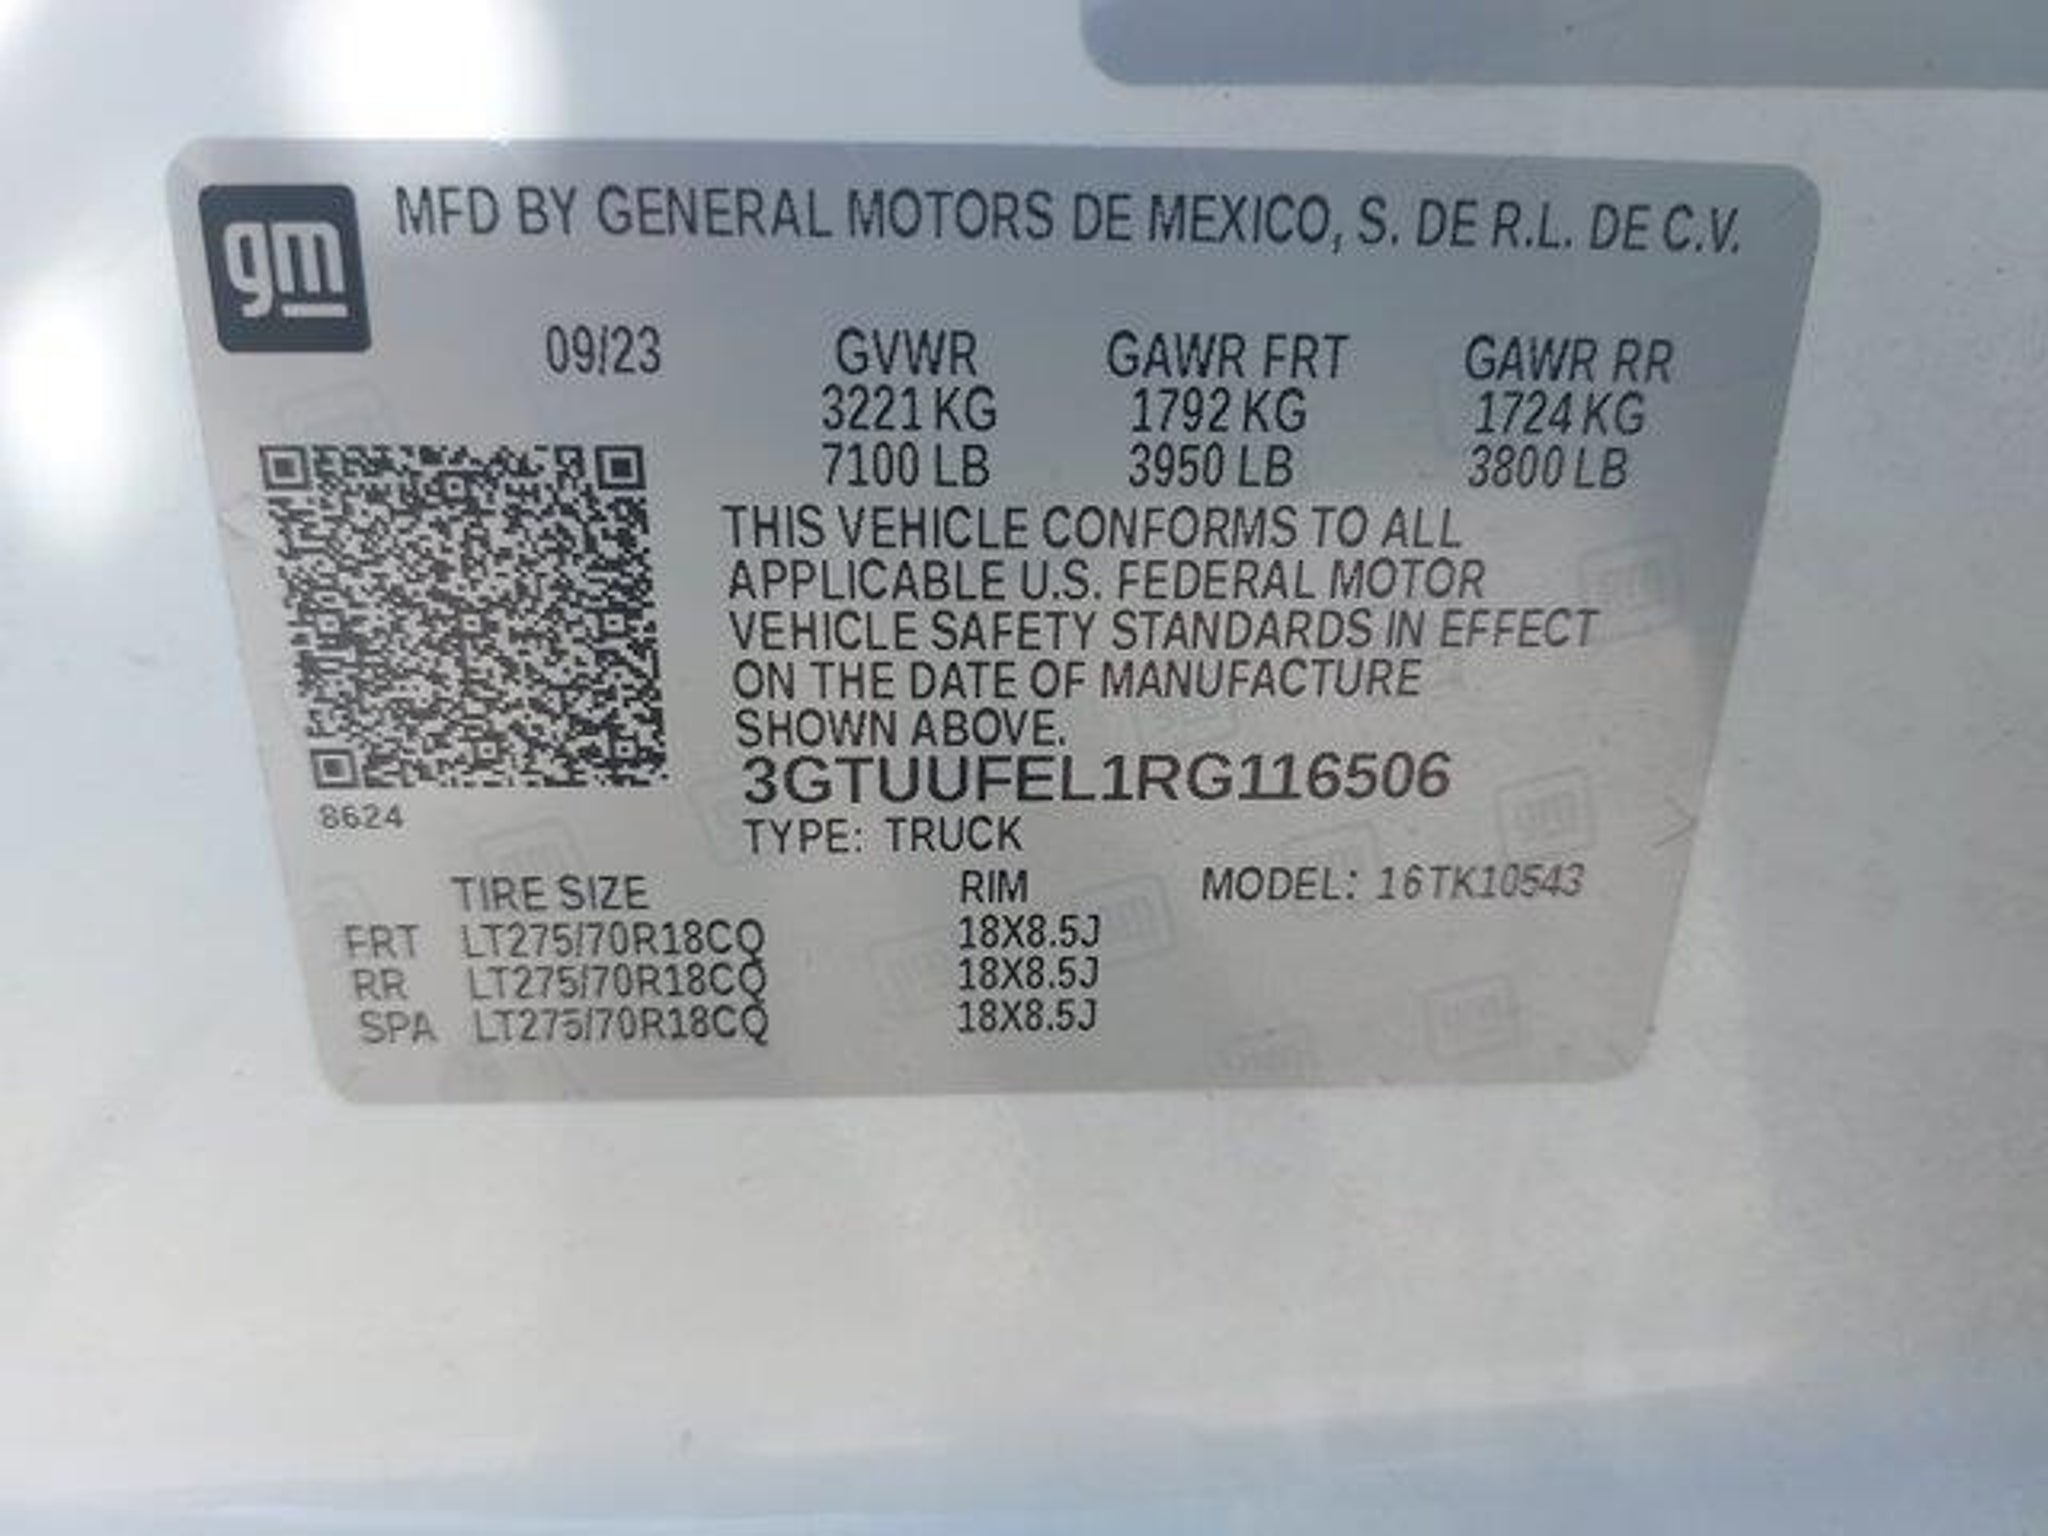 gm
MFD BY GENERAL MOTORS DE MEXICO, S. DE R.L. DE C.V.
09/23 GVWR GAWR FRT GAWR RR
3221 KG 1792 KG 1724 KG
7100 LB 3950 LB 3800 LB
THIS VEHICLE CONFORMS TO ALL
APPLICABLE U.S. FEDERAL MOTOR
VEHICLE SAFETY STANDARDS IN EFFECT
ON THE DATE OF MANUFACTURE
SHOWN ABOVE.
3GTUUFEL1RG116506
8624
TYPE: TRUCK
TIRE SIZE RIM MODEL: 16TK10543
FRT LT275/70R18CQ 18X8.5J
RR LT275/70R18CQ 18X8.5J
SPA LT275/70R18CQ 18X8.5J